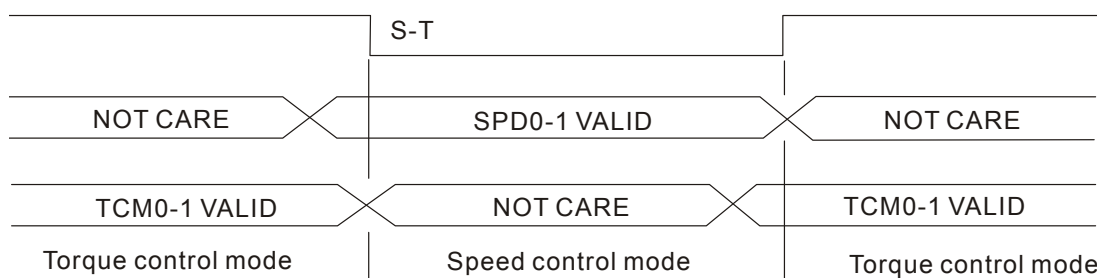 S-T
NOT CARE SPD0-1 VALID NOT CARE
TCM0-1 VALID NOT CARE TCM0-1 VALID
Torque control mode Speed control mode Torque control mode